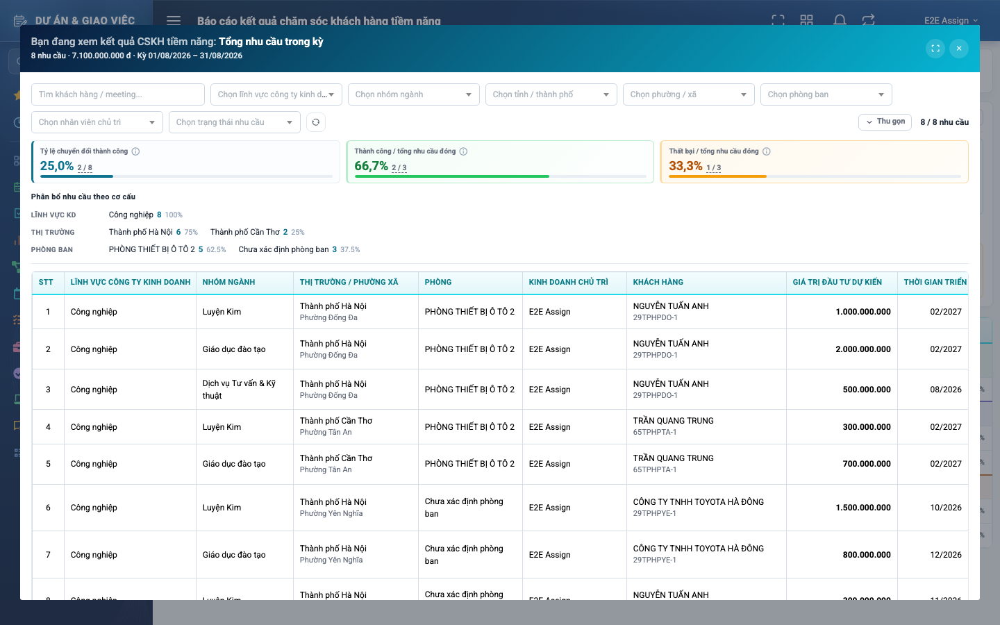 DỰ ÁN & GIAO VIỆC
Báo cáo kết quả chăm sóc khách hàng tiềm năng
E2E Assign
Bạn đang xem kết quả CSKH tiềm năng: Tổng nhu cầu trong kỳ
8 nhu cầu · 7.100.000.000 đ · Kỳ 01/08/2026 – 31/08/2026
Tìm khách hàng / meeting...
Chọn lĩnh vực công ty kinh d...
Chọn nhóm ngành
Chọn tỉnh / thành phố
Chọn phường / xã
Chọn phòng ban
Chọn nhân viên chủ trì
Chọn trạng thái nhu cầu
Thu gọn
8 / 8 nhu cầu
Tỷ lệ chuyển đổi thành công
25,0% 2 / 8
Thành công / tổng nhu cầu đóng
66,7% 2 / 3
Thất bại / tổng nhu cầu đóng
33,3% 1 / 3
Phân bổ nhu cầu theo cơ cấu
LĨNH VỰC KD Công nghiệp 8 100%
THỊ TRƯỜNG Thành phố Hà Nội 6 75% Thành phố Cần Thơ 2 25%
PHÒNG BAN PHÒNG THIẾT BỊ Ô TÔ 2 5 62.5% Chưa xác định phòng ban 3 37.5%
STT LĨNH VỰC CÔNG TY KINH DOANH NHÓM NGÀNH THỊ TRƯỜNG / PHƯỜNG XÃ PHÒNG KINH DOANH CHỦ TRÌ KHÁCH HÀNG GIÁ TRỊ ĐẦU TƯ DỰ KIẾN THỜI GIAN TRIỂN
1 Công nghiệp Luyện Kim Thành phố Hà Nội PHÒNG THIẾT BỊ Ô TÔ 2 E2E Assign NGUYỄN TUẤN ANH 1.000.000.000 02/2027
Phường Đống Đa 29TPHPDO-1
2 Công nghiệp Giáo dục đào tạo Thành phố Hà Nội PHÒNG THIẾT BỊ Ô TÔ 2 E2E Assign NGUYỄN TUẤN ANH 2.000.000.000 02/2027
Phường Đống Đa 29TPHPDO-1
3 Công nghiệp Dịch vụ Tư vấn & Kỹ thuật Thành phố Hà Nội PHÒNG THIẾT BỊ Ô TÔ 2 E2E Assign NGUYỄN TUẤN ANH 500.000.000 08/2026
Phường Đống Đa 29TPHPDO-1
4 Công nghiệp Luyện Kim Thành phố Cần Thơ PHÒNG THIẾT BỊ Ô TÔ 2 E2E Assign TRẦN QUANG TRUNG 300.000.000 02/2027
Phường Tân An 65TPHPTA-1
5 Công nghiệp Giáo dục đào tạo Thành phố Cần Thơ PHÒNG THIẾT BỊ Ô TÔ 2 E2E Assign TRẦN QUANG TRUNG 700.000.000 02/2027
Phường Tân An 65TPHPTA-1
6 Công nghiệp Luyện Kim Thành phố Hà Nội Chưa xác định phòng ban E2E Assign CÔNG TY TNHH TOYOTA HÀ ĐÔNG 1.500.000.000 10/2026
Phường Yên Nghĩa 29TPHPYE-1
7 Công nghiệp Giáo dục đào tạo Thành phố Hà Nội Chưa xác định phòng ban E2E Assign CÔNG TY TNHH TOYOTA HÀ ĐÔNG 800.000.000 12/2026
Phường Yên Nghĩa 29TPHPYE-1
8 Công nghiệp Luyện Kim Thành phố Hà Nội Chưa xác định phòng E2E Assign NGUYỄN TUẤN ANH 300.000.000 11/2026